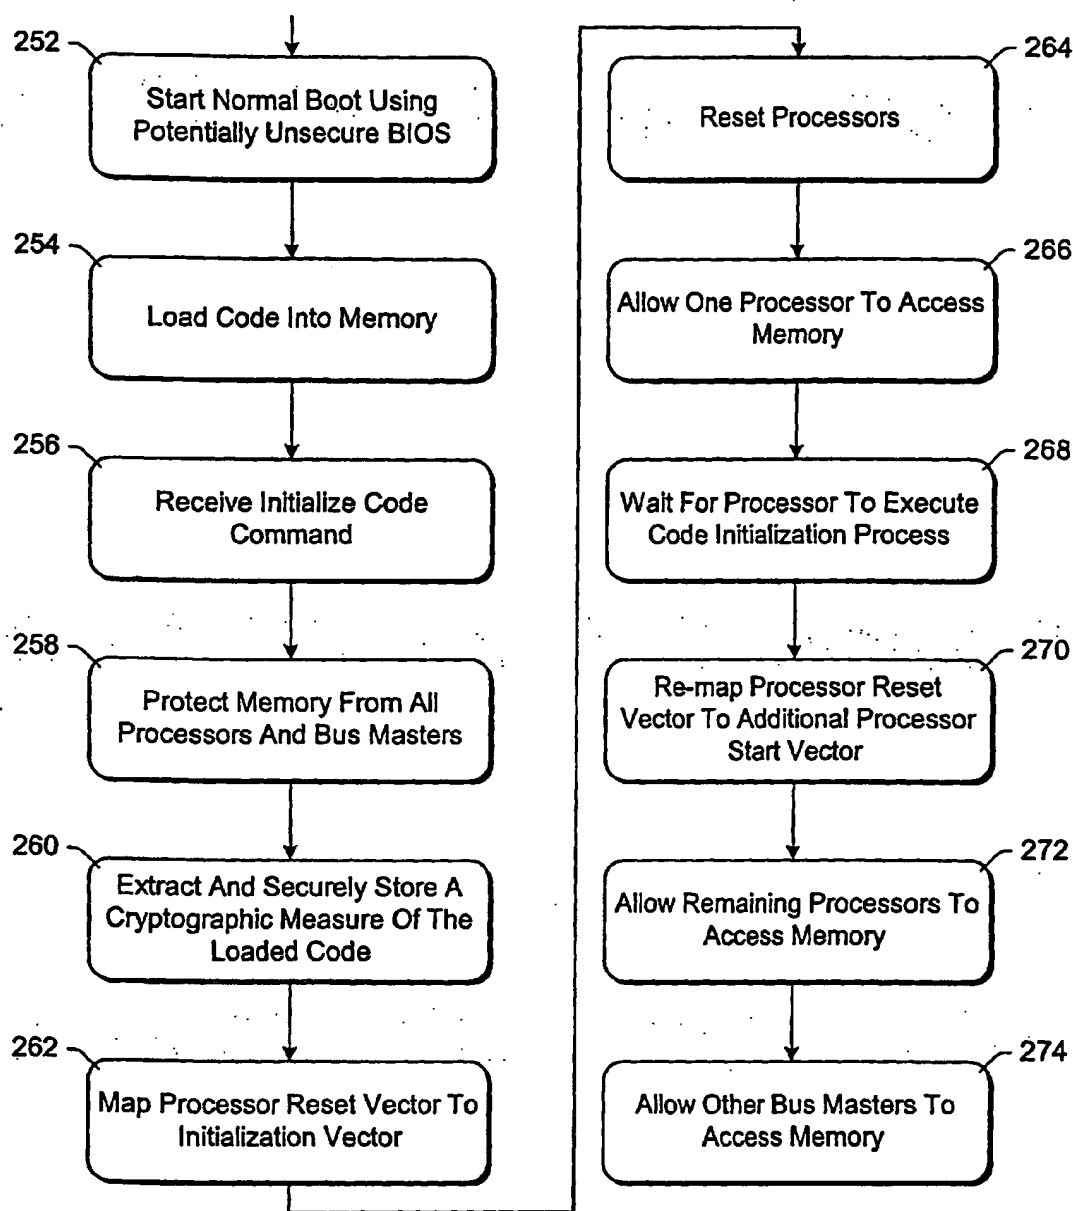 252
Start Normal Boot Using
Potentially Unsecure BIOS
254
Load Code Into Memory
256
Receive Initialize Code
Command
258
Protect Memory From All
Processors And Bus Masters
260
Extract And Securely Store A
Cryptographic Measure Of The
Loaded Code
262
Map Processor Reset Vector To
Initialization Vector
264
Reset Processors
266
Allow One Processor To Access
Memory
268
Wait For Processor To Execute
Code Initialization Process
270
Re-map Processor Reset
Vector To Additional Processor
Start Vector
272
Allow Remaining Processors To
Access Memory
274
Allow Other Bus Masters To
Access Memory